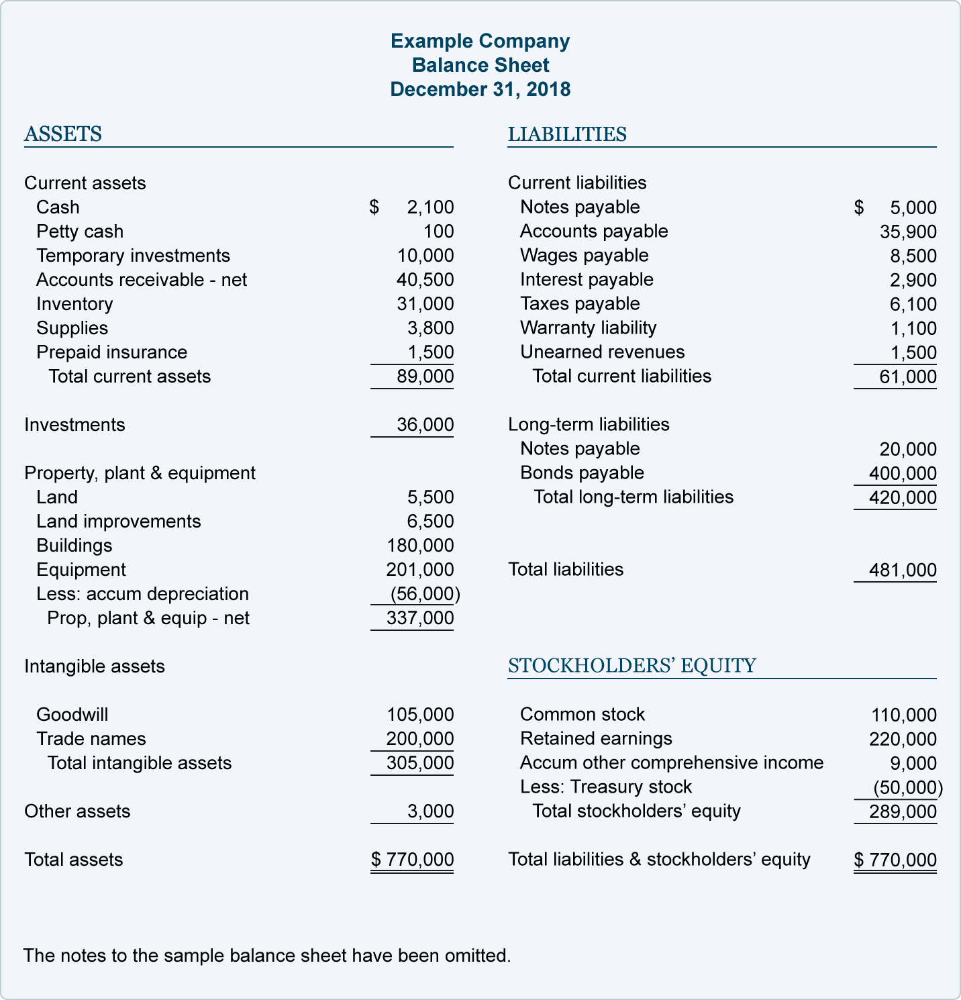 Example Company
Balance Sheet
December 31, 2018
ASSETS
Current assets
Cash $ 2,100
Petty cash 100
Temporary investments 10,000
Accounts receivable - net 40,500
Inventory 31,000
Supplies 3,800
Prepaid insurance 1,500
Total current assets 89,000
Investments 36,000
Property, plant & equipment
Land 5,500
Land improvements 6,500
Buildings 180,000
Equipment 201,000
Less: accum depreciation (56,000)
Prop, plant & equip - net 337,000
Intangible assets
Goodwill 105,000
Trade names 200,000
Total intangible assets 305,000
Other assets 3,000
Total assets $ 770,000
LIABILITIES
Current liabilities
Notes payable $ 5,000
Accounts payable 35,900
Wages payable 8,500
Interest payable 2,900
Taxes payable 6,100
Warranty liability 1,100
Unearned revenues 1,500
Total current liabilities 61,000
Long-term liabilities
Notes payable 20,000
Bonds payable 400,000
Total long-term liabilities 420,000
Total liabilities 481,000
STOCKHOLDERS’ EQUITY
Common stock 110,000
Retained earnings 220,000
Accum other comprehensive income 9,000
Less: Treasury stock (50,000)
Total stockholders’ equity 289,000
Total liabilities & stockholders’ equity $ 770,000
The notes to the sample balance sheet have been omitted.